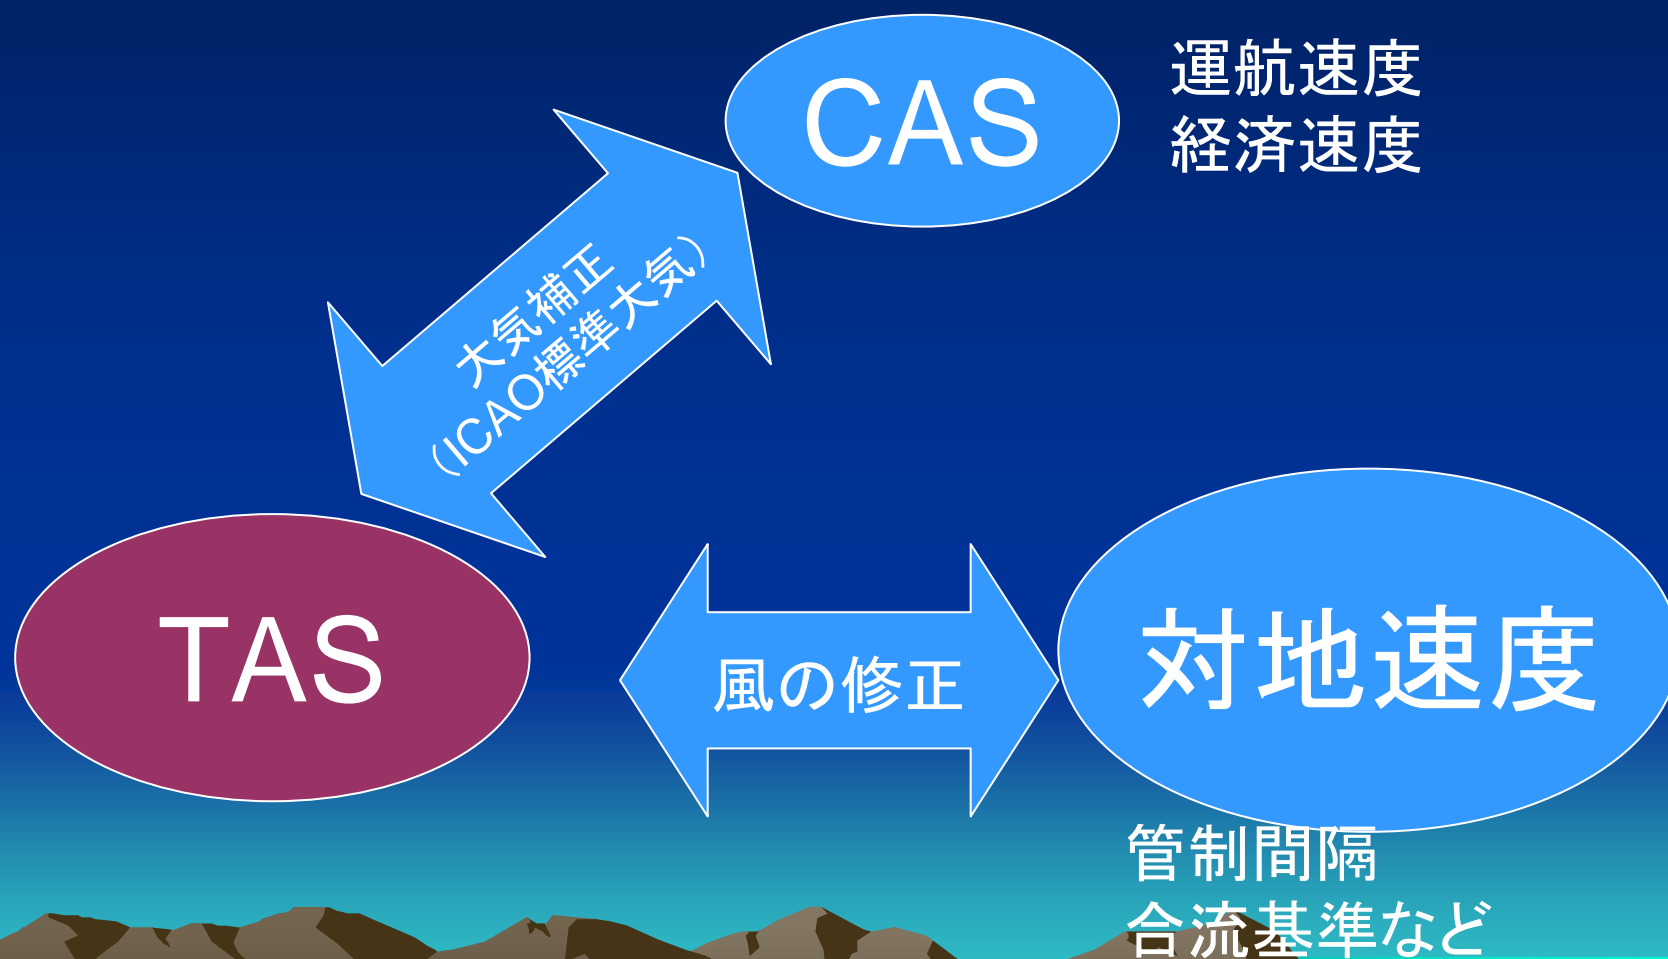 CAS
運航速度
経済速度
大気補正
（ICAO標準大気）
TAS
風の修正
対地速度
管制間隔
合流基準など